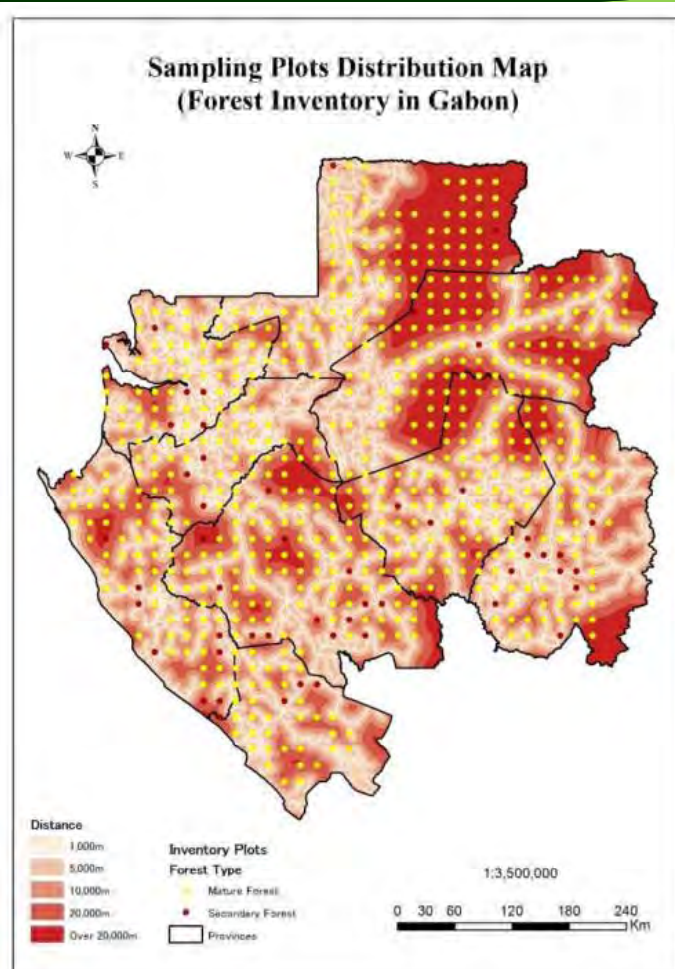 Sampling Plots Distribution Map
(Forest Inventory in Gabon)
N
W E
S
Distance
1,000m
5,000m
10,000m
20,000m
Over 20,000m
Inventory Plots
Forest Type
Mature Forest
Secondary Forest
Provinces
1:3,500,000
0 30 60 120 180 240
Km